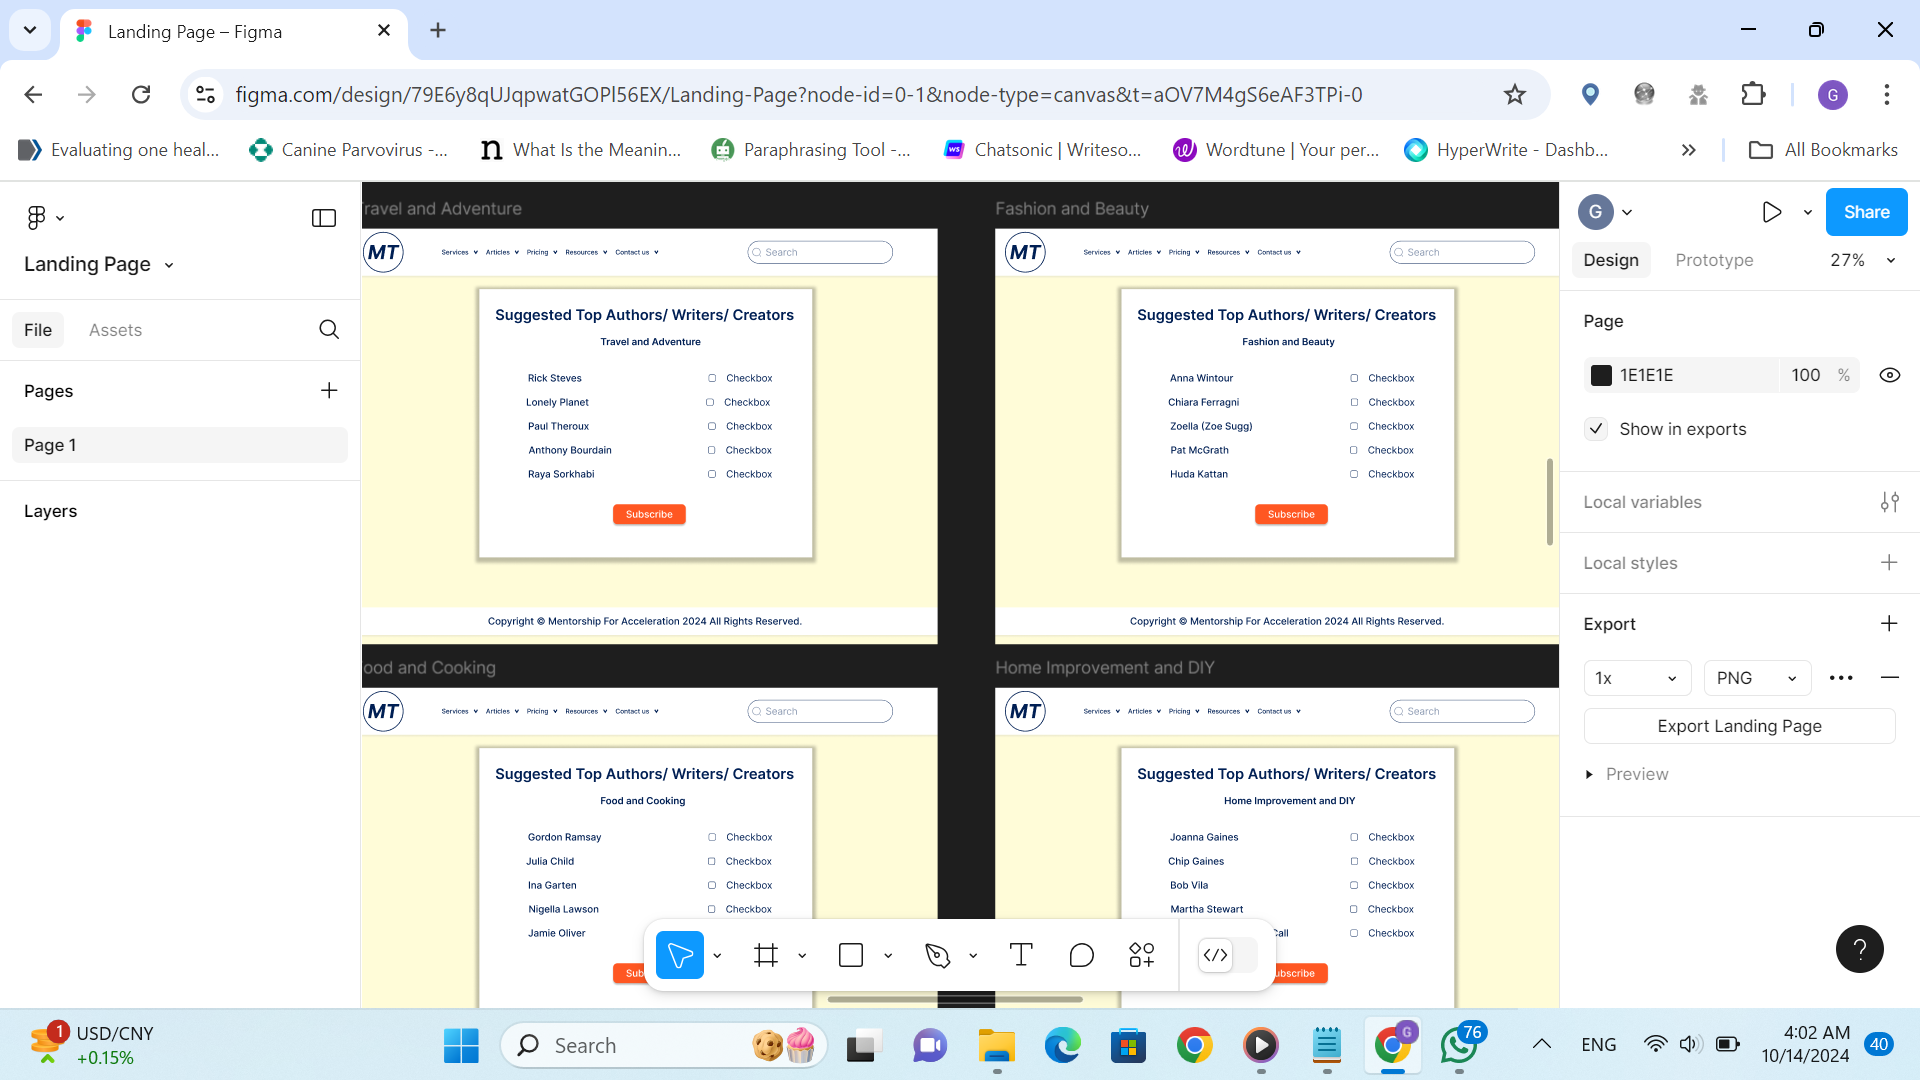 Landing Page – Figma
figma.com/design/79E6y8qUJqpwatGOPl56EX/Landing-Page?node-id=0-1&node-type=canvas&t=aOV7M4gS6eAF3TPi-0
G
Evaluating one heal...
Canine Parvovirus -...
What Is the Meanin...
Paraphrasing Tool -...
Chatsonic | Writeso...
Wordtune | Your per...
HyperWrite - Dashb...
All Bookmarks
Landing Page
File Assets
Pages
Page 1
Layers
ravel and Adventure
MT Services Articles Pricing Resources Contact us Search
Suggested Top Authors/ Writers/ Creators
Travel and Adventure
Rick Steves Checkbox
Lonely Planet Checkbox
Paul Theroux Checkbox
Anthony Bourdain Checkbox
Raya Sorkhabi Checkbox
Subscribe
Copyright © Mentorship For Acceleration 2024 All Rights Reserved.
Fashion and Beauty
MT Services Articles Pricing Resources Contact us Search
Suggested Top Authors/ Writers/ Creators
Fashion and Beauty
Anna Wintour Checkbox
Chiara Ferragni Checkbox
Zoella (Zoe Sugg) Checkbox
Pat McGrath Checkbox
Huda Kattan Checkbox
Subscribe
Copyright © Mentorship For Acceleration 2024 All Rights Reserved.
ood and Cooking
MT Services Articles Pricing Resources Contact us Search
Suggested Top Authors/ Writers/ Creators
Food and Cooking
Gordon Ramsay Checkbox
Julia Child Checkbox
Ina Garten Checkbox
Nigella Lawson Checkbox
Jamie Oliver
Sub
Home Improvement and DIY
MT Services Articles Pricing Resources Contact us Search
Suggested Top Authors/ Writers/ Creators
Home Improvement and DIY
Joanna Gaines Checkbox
Chip Gaines Checkbox
Bob Vila Checkbox
Martha Stewart Checkbox
Call Checkbox
ubscribe
G
Share
Design Prototype 27%
Page
1E1E1E 100 %
Show in exports
Local variables
Local styles
Export
1x PNG
Export Landing Page
Preview
?
1 USD/CNY
+0.15%
Search
G
76
ENG
4:02 AM
10/14/2024
40